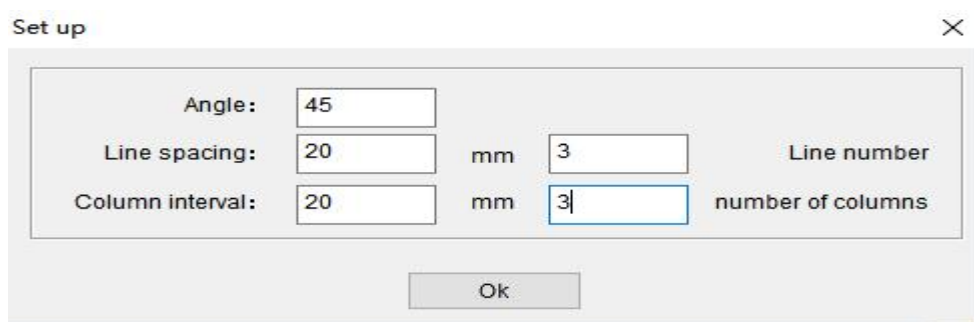 Set up
Angle: 45
Line spacing: 20 mm 3 Line number
Column interval: 20 mm 3 number of columns
Ok